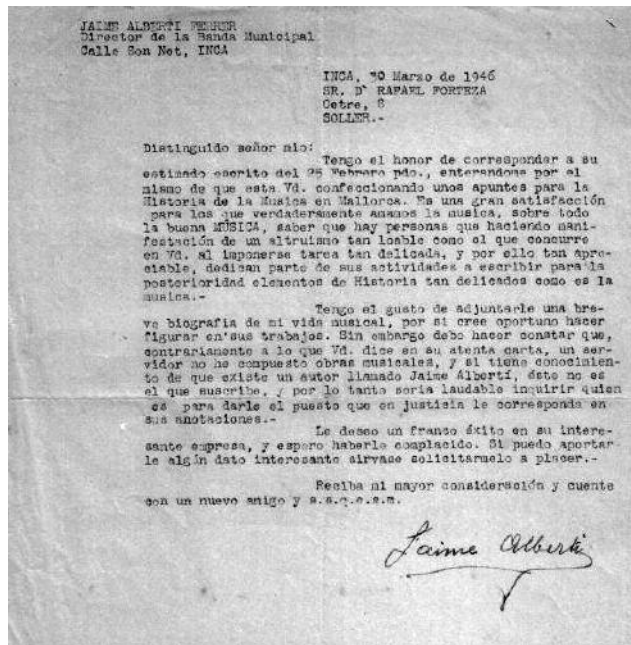 JAIME ALBERTI FERRER
Director de la Banda Municipal
Calle Son Net, INCA
INCA, 30 Marzo de 1946
SR. Dº RAFAEL FORTEZA
Cetre, 8
SOLLER.-
Distinguido señor mio:
Tengo el honor de corresponder a su
estimado escrito del 25 Febrero pdo., enterandome por el
mismo de que esta Vd. confeccionando unos apuntes para la
Historia de la Musica en Mallorca. Es una gran satisfacción
para los que verdaderamente amamos la musica, sobre todo
la buena MÚSICA, saber que hay personas que haciendo mani-
festación de un altruismo tan loable como el que concurre
en Vd. al imponerse tarea tan delicada, y por ello tan apre-
ciable, dedican parte de sus actividades a escribir para la
posterioridad elementos de Historia tan delicados como es la
musica.-
Tengo el gusto de adjuntarle una bre-
ve biografia de mi vida musical, por si cree oportuno hacer
figurar en sus trabajos. Sin embargo debo hacer constar que,
contrariamente a lo que Vd. dice en su atenta carta, un ser-
vidor no he compuesto obras musicales, y si tiene conocimien-
to de que existe un autor llamado Jaime Albertí, éste no es
el que suscribe, y por lo tanto seria laudable inquirir quien
es para darle el puesto que en justicia le corresponda en
sus anotaciones.-
Le deseo un franco éxito en su intere-
sante empresa, y espero haberle complacido. Si puedo aportar-
le algún dato interesante sirvase solicitarmelo a placer.-
Reciba mi mayor consideración y cuente
con un nuevo amigo y s.s.q.e.s.m.
Jaime Alberti